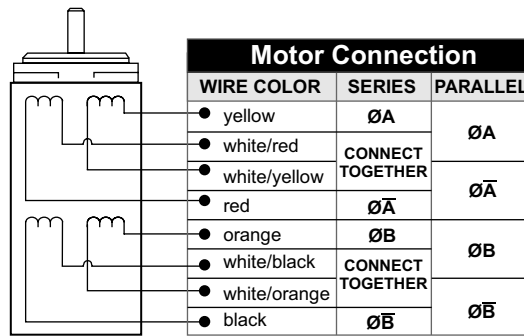 Motor Connection
WIRE COLOR SERIES PARALLEL
yellow ØA
white/red
ØA
CONNECT
TOGETHER
white/yellow
ØA̅
red ØA̅
orange ØB
white/black
ØB
CONNECT
TOGETHER
white/orange
ØB̅
black ØB̅